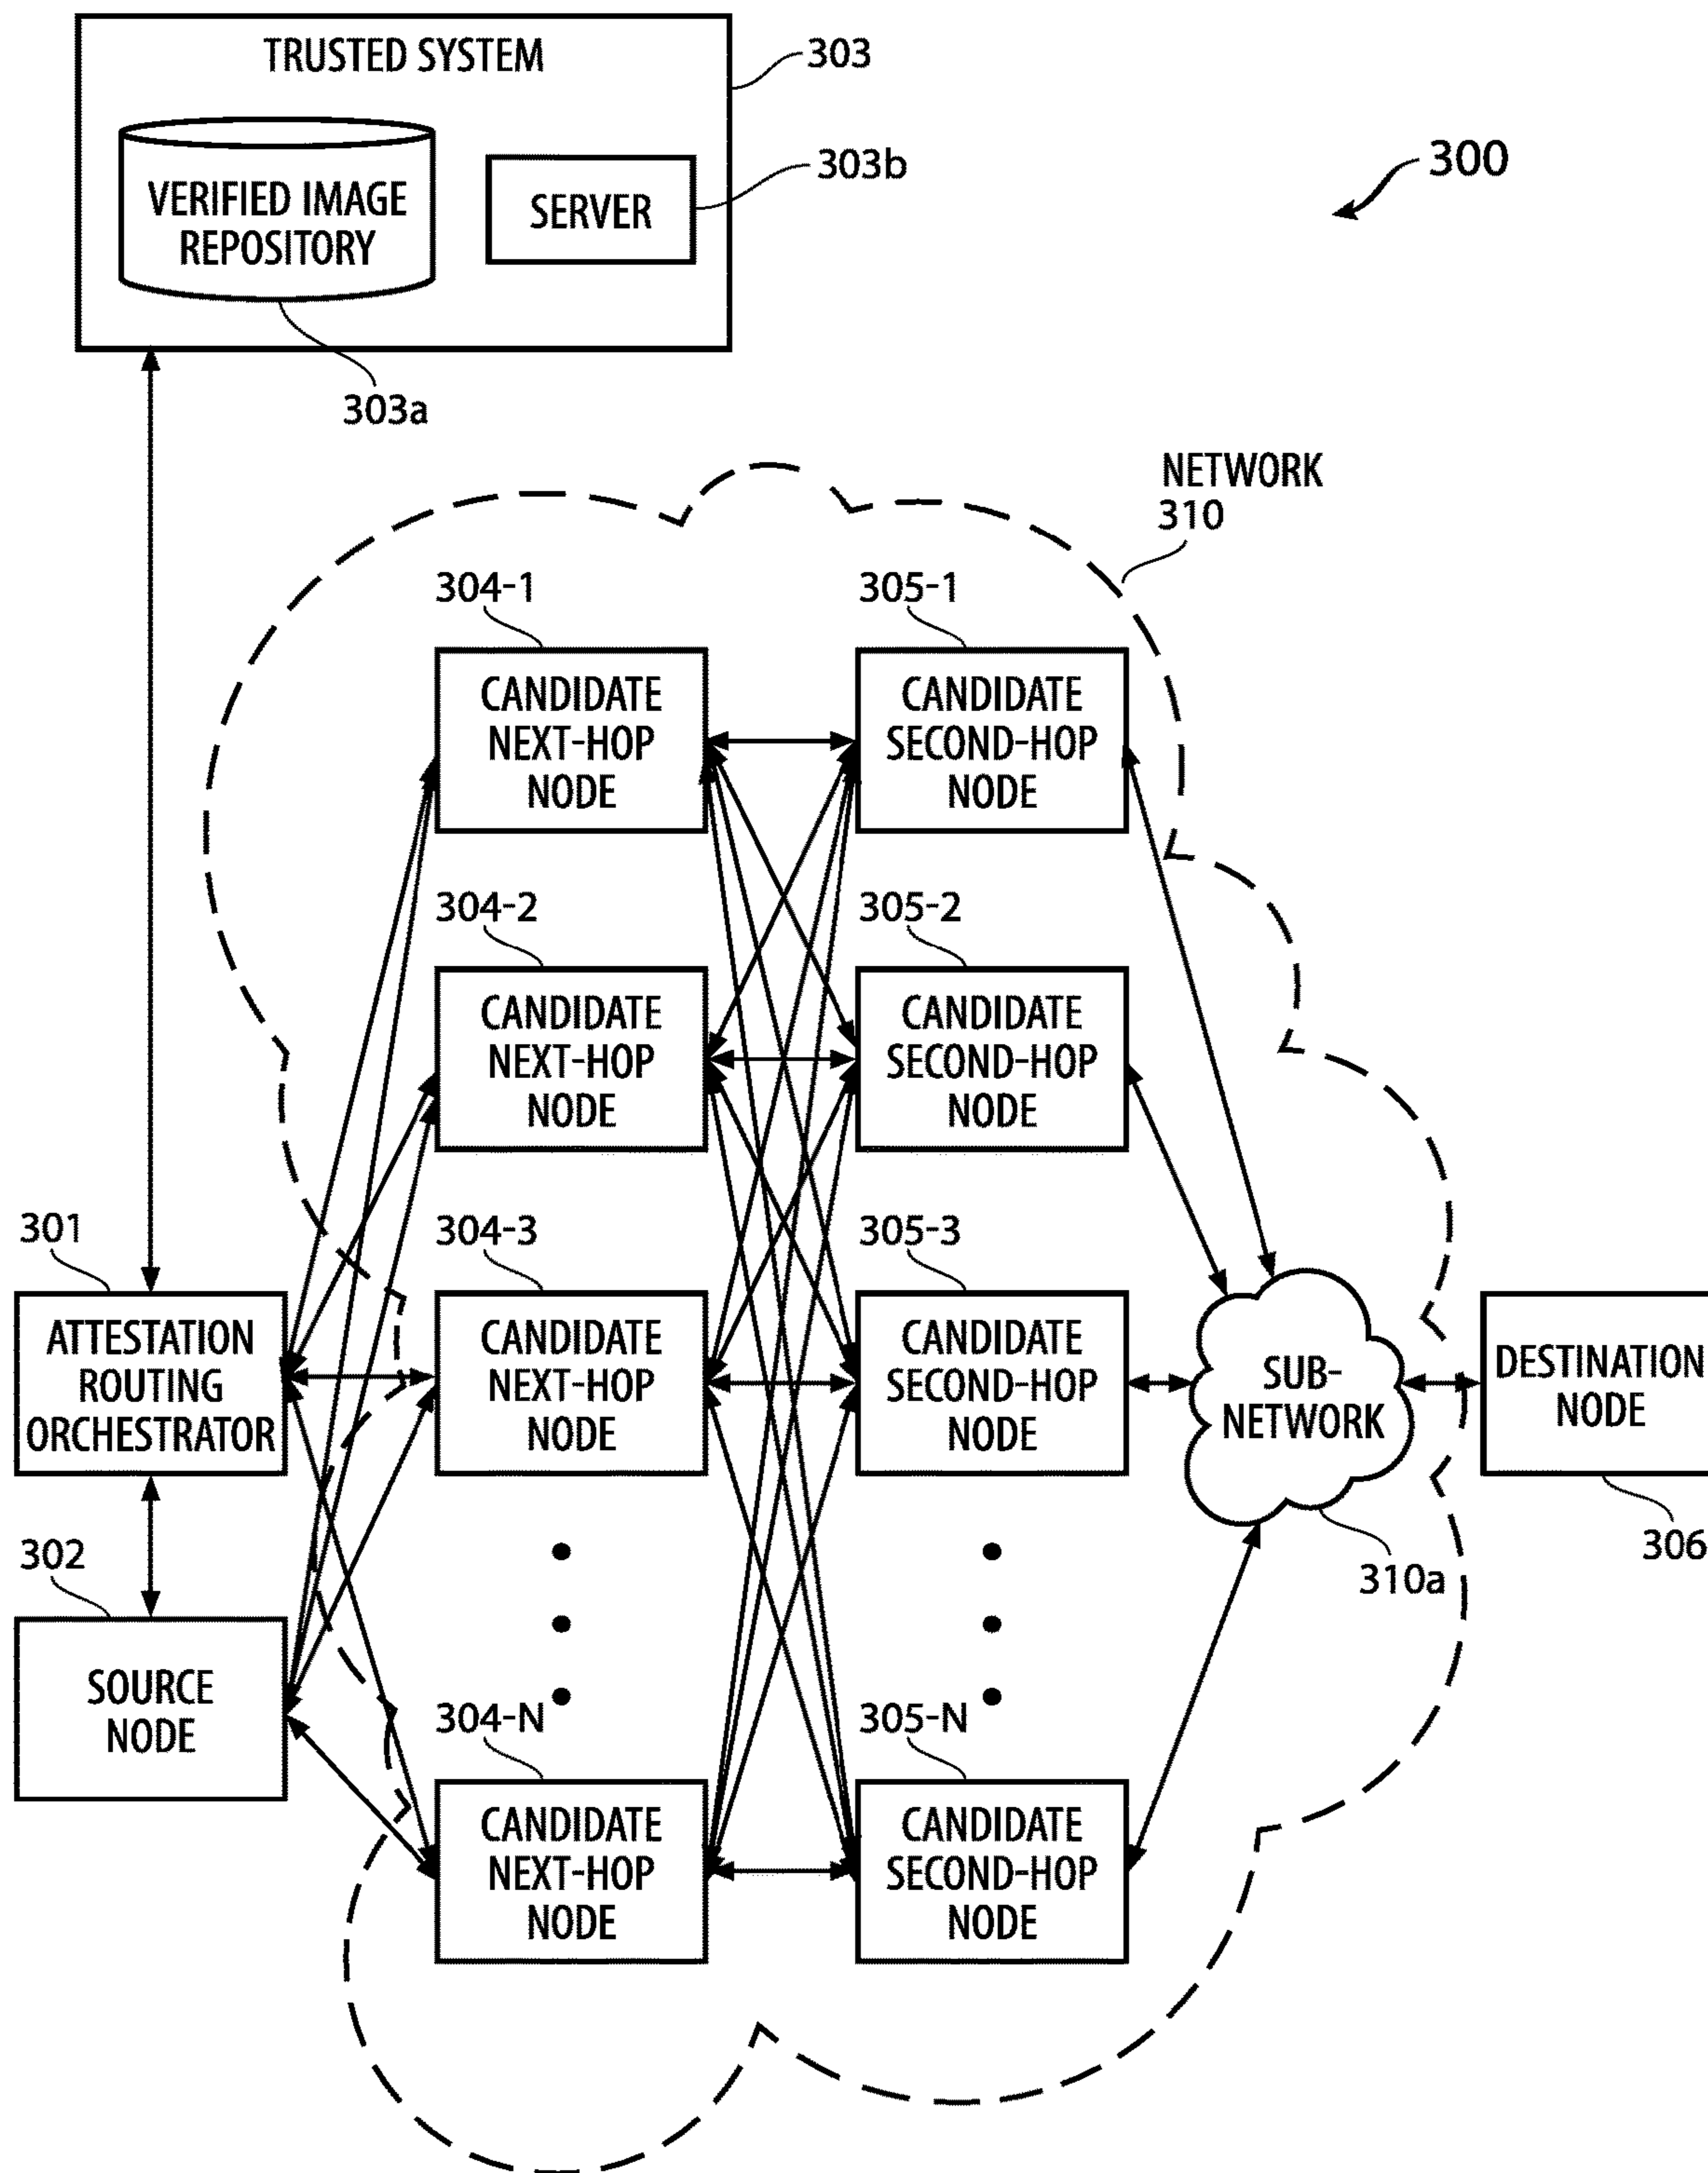 TRUSTED SYSTEM
303
VERIFIED IMAGE
REPOSITORY
SERVER
303b
300
303a
NETWORK
310
304-1
305-1
CANDIDATE
NEXT-HOP
NODE
CANDIDATE
SECOND-HOP
NODE
304-2
305-2
CANDIDATE
NEXT-HOP
NODE
CANDIDATE
SECOND-HOP
NODE
301
304-3
305-3
ATTESTATION
ROUTING
ORCHESTRATOR
CANDIDATE
NEXT-HOP
NODE
CANDIDATE
SECOND-HOP
NODE
SUB-
NETWORK
DESTINATION
NODE
302
310a
306
SOURCE
NODE
304-N
305-N
CANDIDATE
NEXT-HOP
NODE
CANDIDATE
SECOND-HOP
NODE